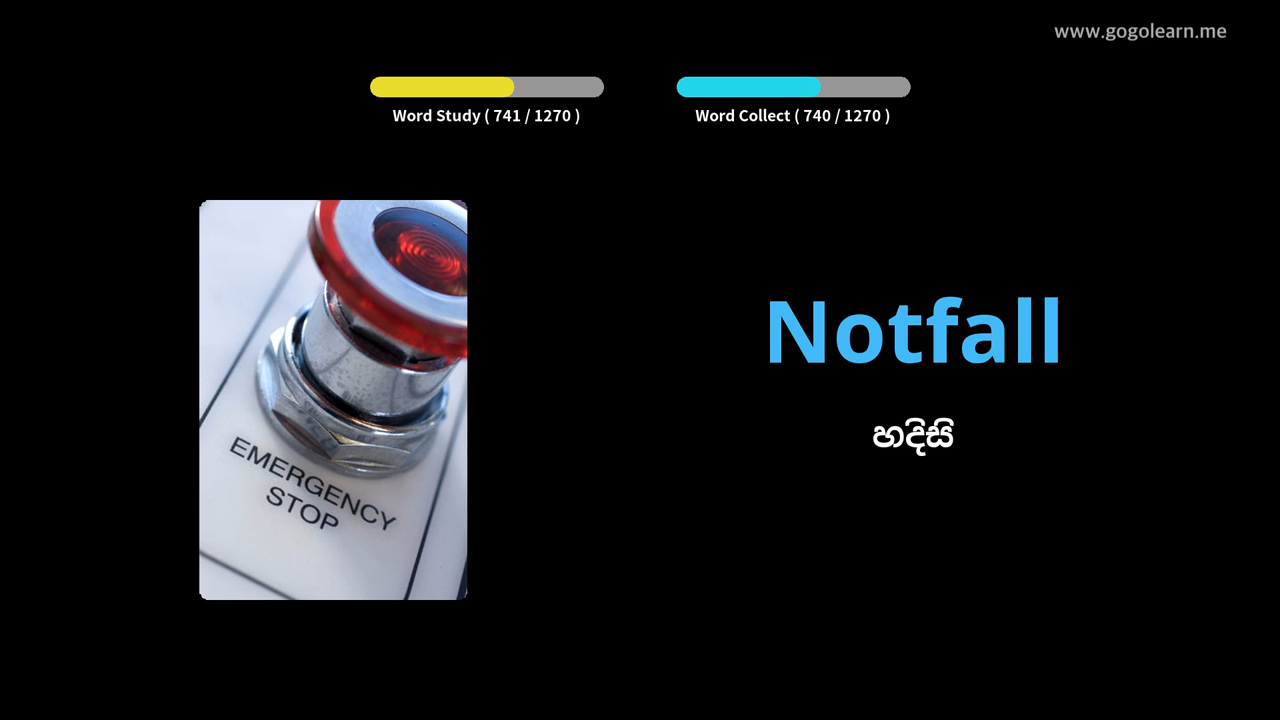 www.gogolearn.me
Word Study ( 741 / 1270 )
Word Collect ( 740 / 1270 )
EMERGENCY
STOP
Notfall
හදිසි